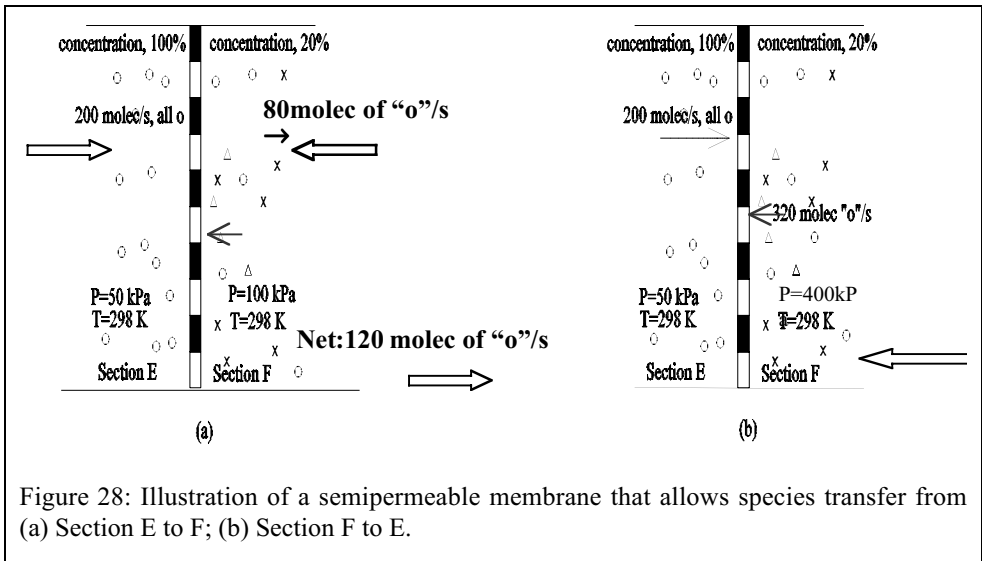 concentration, 100%
concentration, 20%
200 molec/s, all o
80molec of “o”/s
P=50 kPa
T=298 K
P=100 kPa
T=298 K
Net:120 molec of “o”/s
Section E
Section F
(a)
concentration, 100%
concentration, 20%
200 molec/s, all o
320 molec "o"/s
P=50 kPa
T=298 K
P=400kP
T=298 K
Section E
Section F
(b)
Figure 28: Illustration of a semipermeable membrane that allows species transfer from
(a) Section E to F; (b) Section F to E.